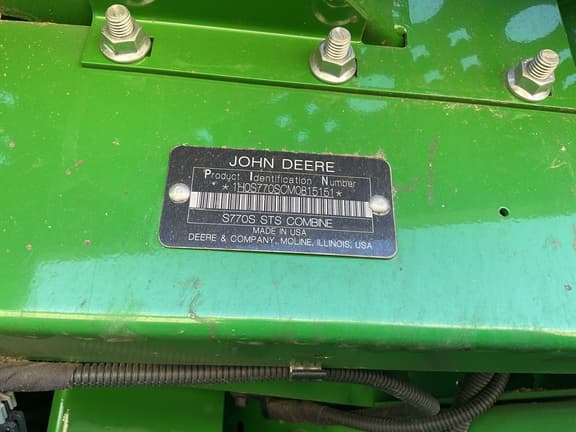 JOHN DEERE
Product Identification Number
*1H0S770SCM0815151*
S770S STS COMBINE
MADE IN USA
DEERE & COMPANY, MOLINE, ILLINOIS, USA